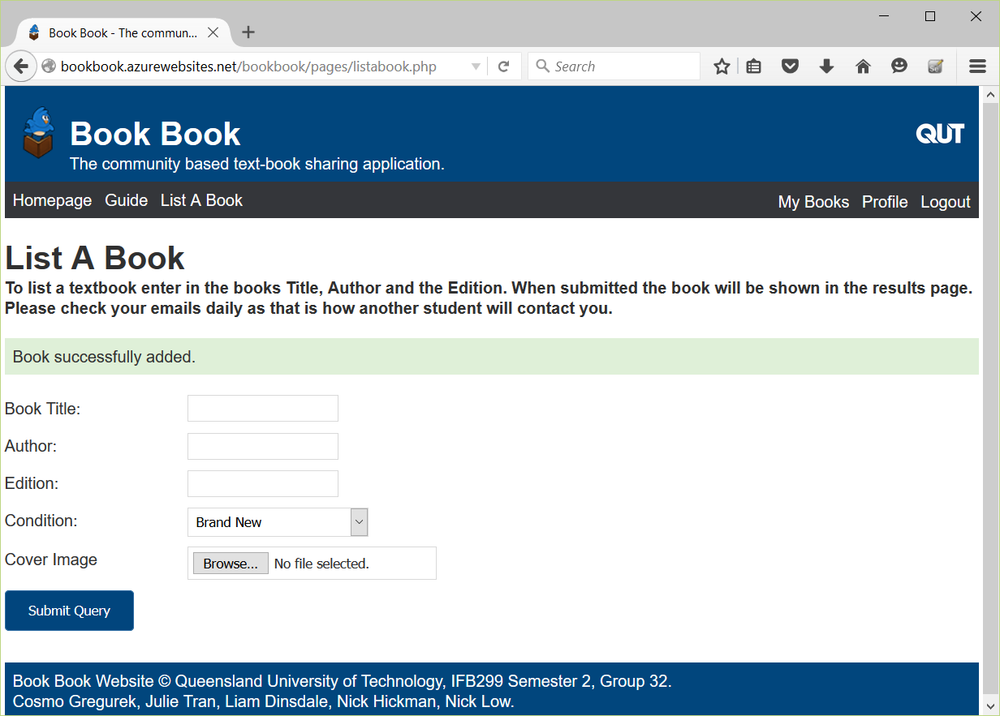 Book Book - The commun...
bookbook.azurewebsites.net/bookbook/pages/listabook.php
Search
Book Book
QUT
The community based text-book sharing application.
Homepage Guide List A Book My Books Profile Logout
List A Book
To list a textbook enter in the books Title, Author and the Edition. When submitted the book will be shown in the results page.
Please check your emails daily as that is how another student will contact you.
Book successfully added.
Book Title:
Author:
Edition:
Condition: Brand New
Cover Image Browse... No file selected.
Submit Query
Book Book Website © Queensland University of Technology, IFB299 Semester 2, Group 32.
Cosmo Gregurek, Julie Tran, Liam Dinsdale, Nick Hickman, Nick Low.